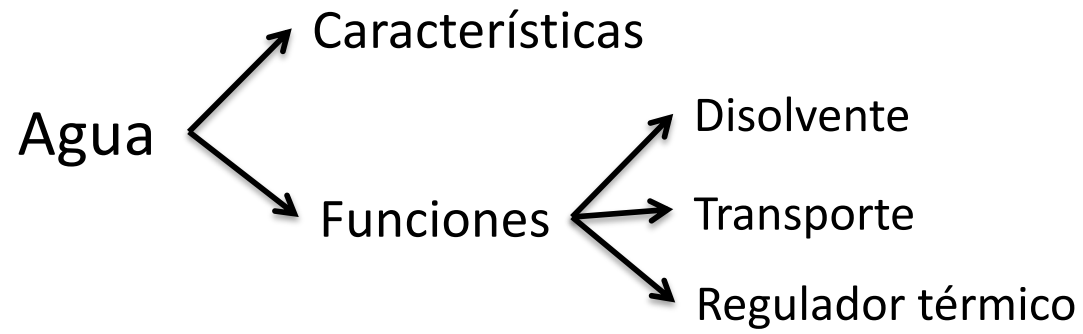 Agua
Características
Funciones
Disolvente
Transporte
Regulador térmico